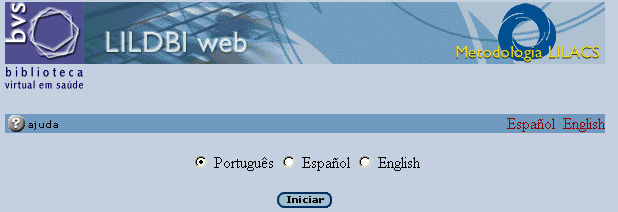 bvs
LILDBI web
Metodologia LILACS
biblioteca
virtual em saúde
? ajuda
Español English
Português Español English
Iniciar